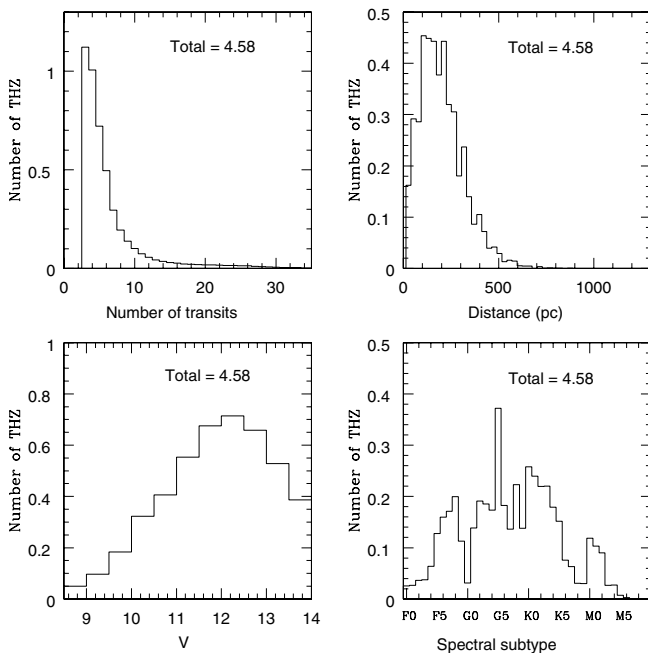 Total = 4.58
Number of THZ
1
0.5
0
0 10 20 30
Number of transits
Total = 4.58
Number of THZ
0.5
0.4
0.3
0.2
0.1
0
0 500 1000
Distance (pc)
Total = 4.58
Number of THZ
1
0.8
0.6
0.4
0.2
0
9 10 11 12 13 14
V
Total = 4.58
Number of THZ
0.5
0.4
0.3
0.2
0.1
0
F0 F5 G0 G5 K0 K5 M0 M5
Spectral subtype